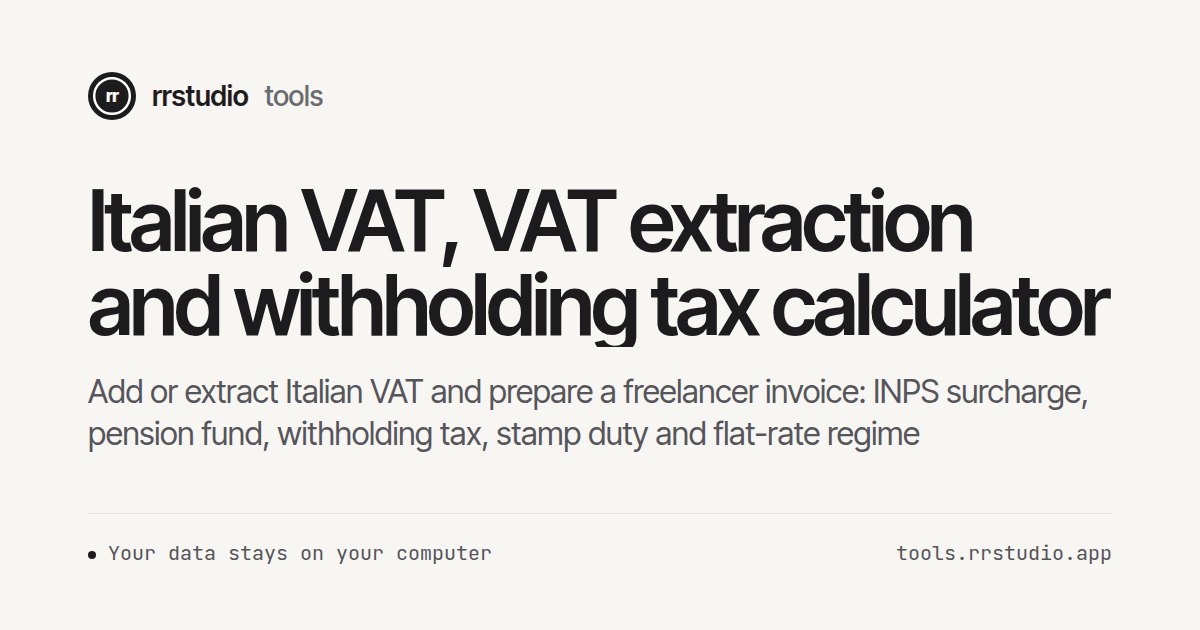 rr rrstudio tools
Italian VAT, VAT extraction
and withholding tax calculator
Add or extract Italian VAT and prepare a freelancer invoice: INPS surcharge,
pension fund, withholding tax, stamp duty and flat-rate regime
Your data stays on your computer
tools.rrstudio.app